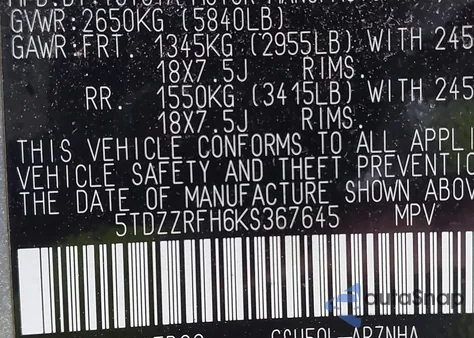 GVWR:2650KG (5840LB)
GAWR:FRT. 1345KG (2955LB) WITH 245
18X7.5J RIMS.
RR. 1550KG (3415LB) WITH 245
18X7.5J RIMS.
THIS VEHICLE CONFORMS TO ALL APPLI
VEHICLE SAFETY AND THEFT PREVENTIO
THE DATE OF MANUFACTURE SHOWN ABOV
5TDZZRFH6KS367645 MPV
autoSnap